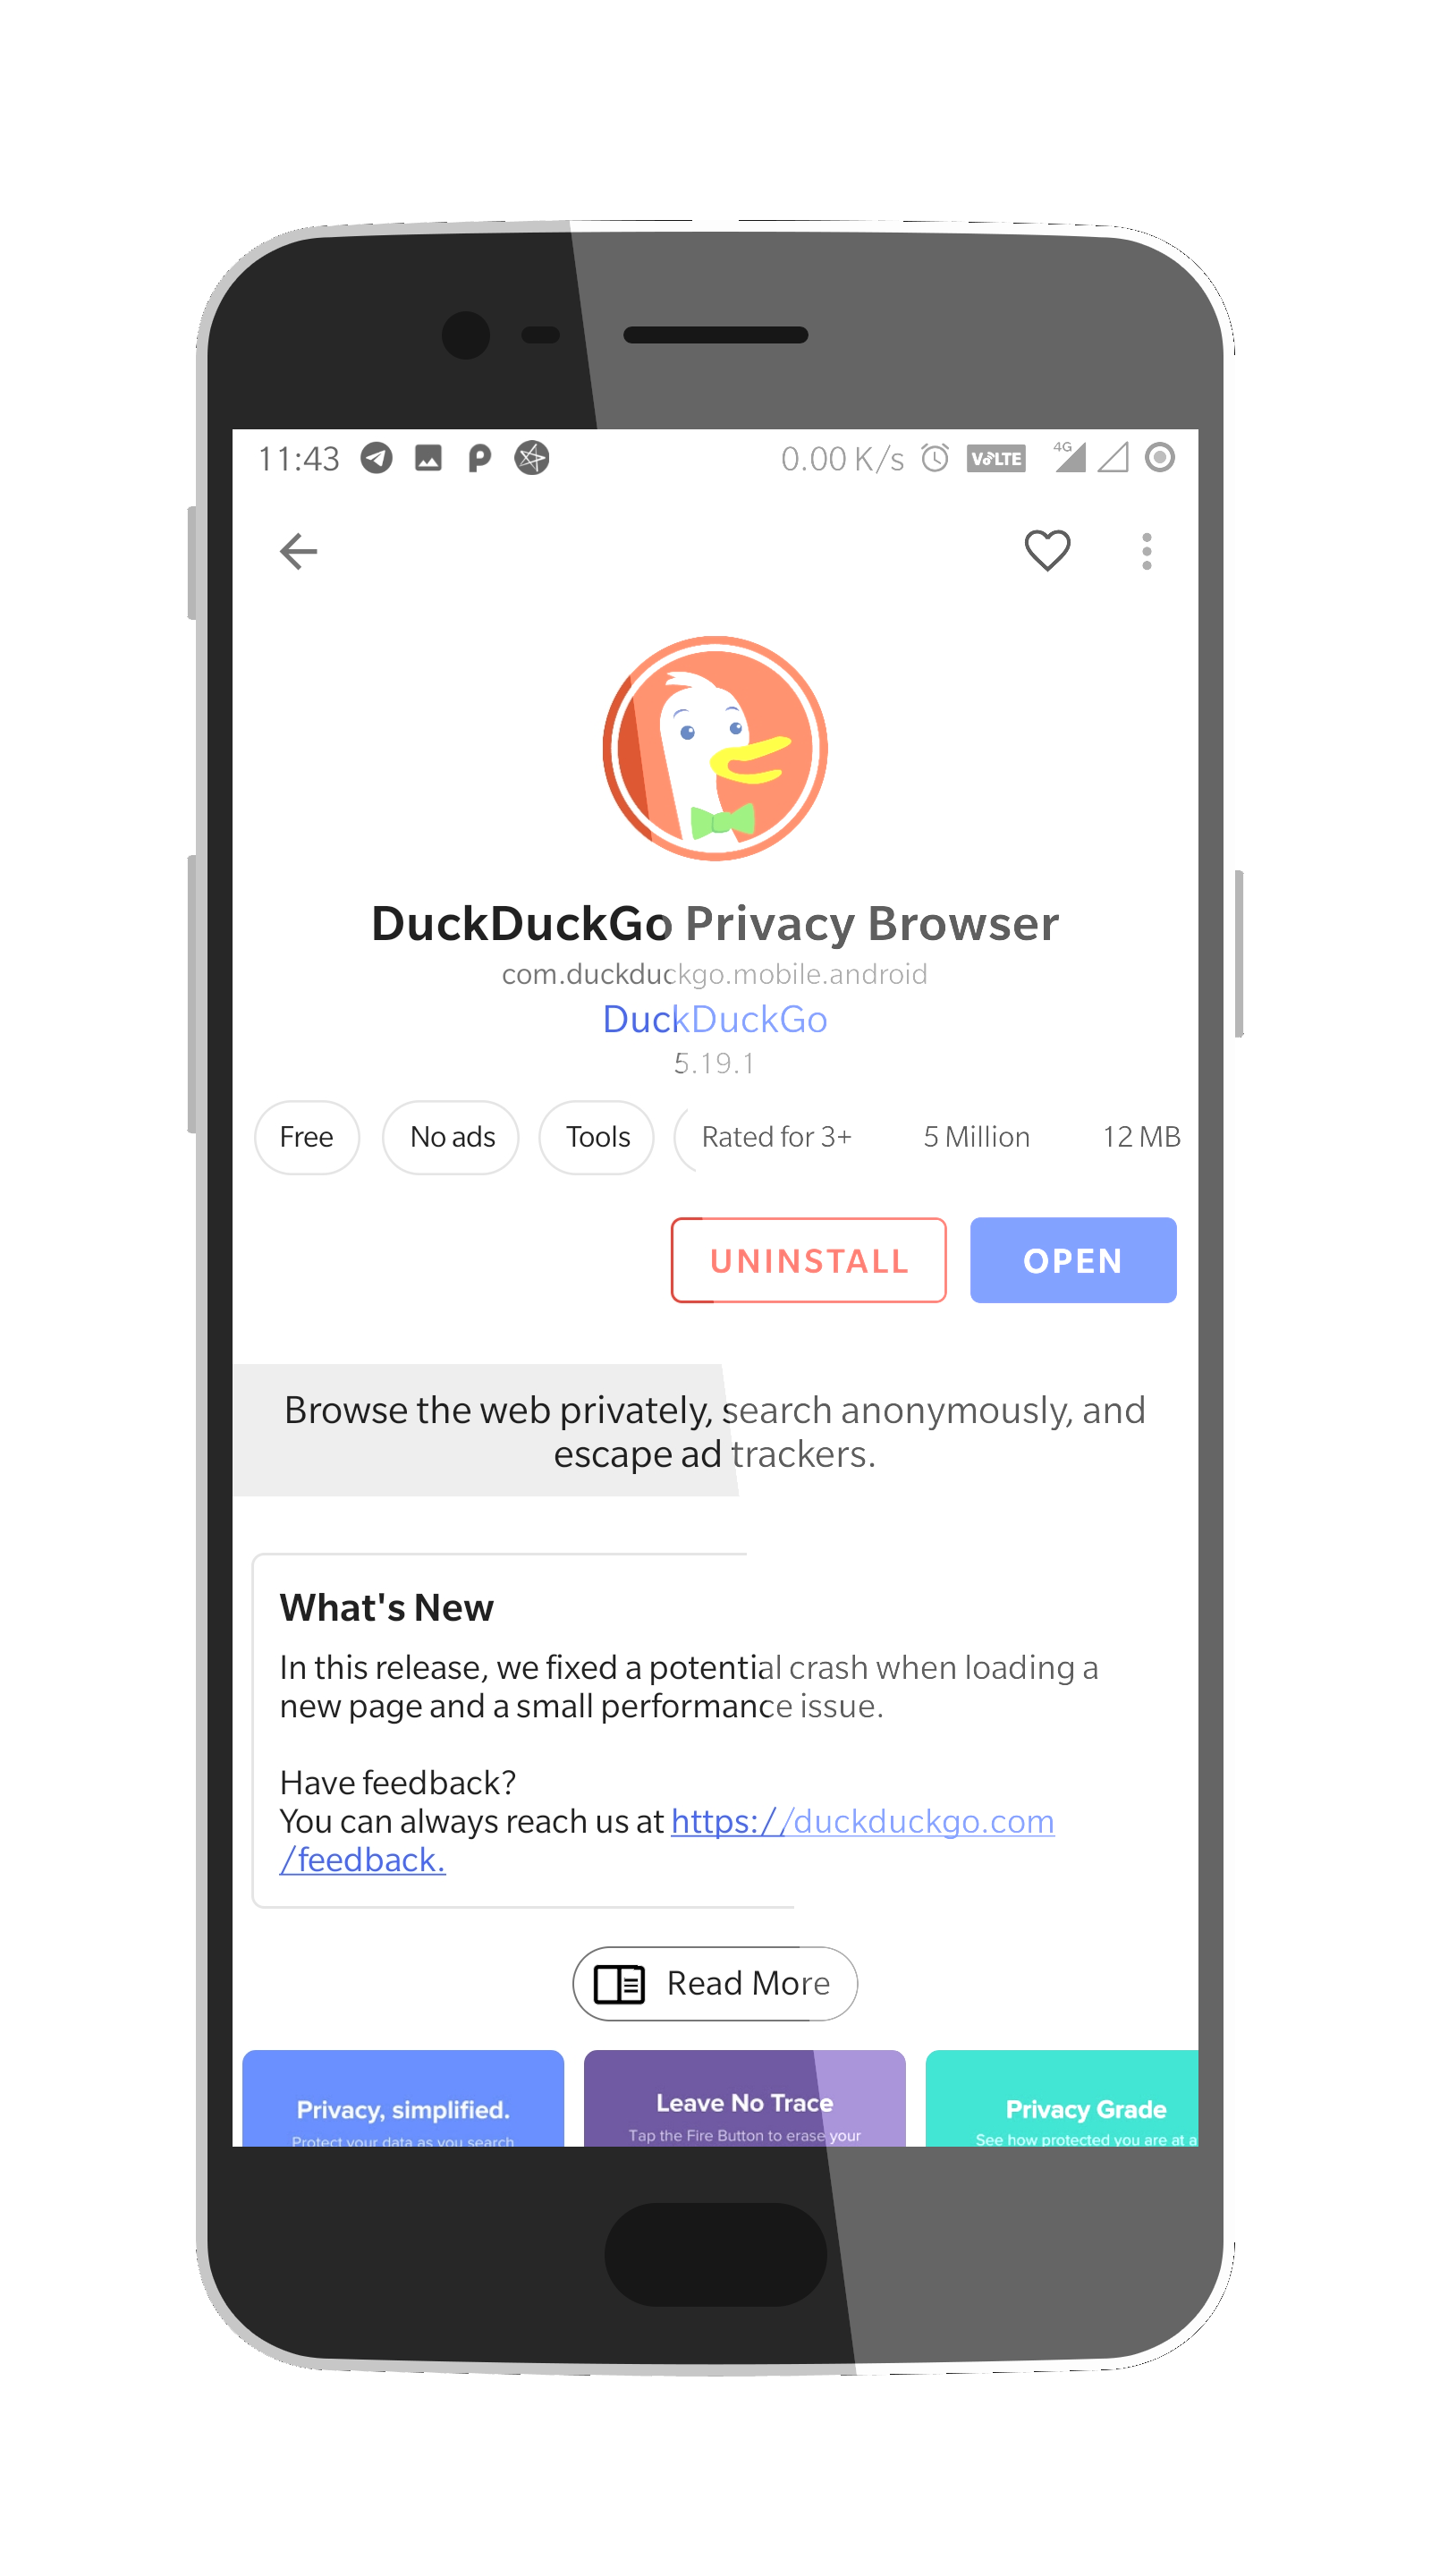 11:43 0.00 K/s VoLTE 4G
DuckDuckGo Privacy Browser
com.duckduckgo.mobile.android
DuckDuckGo
5.19.1
Free No ads Tools Rated for 3+ 5 Million 12 MB
UNINSTALL OPEN
Browse the web privately, search anonymously, and
escape ad trackers.
What's New
In this release, we fixed a potential crash when loading a
new page and a small performance issue.
Have feedback?
You can always reach us at https://duckduckgo.com
/feedback.
Read More
Privacy, simplified. Leave No Trace Privacy Grade
Protect your data as you search Tap the Fire Button to erase your See how protected you are at a